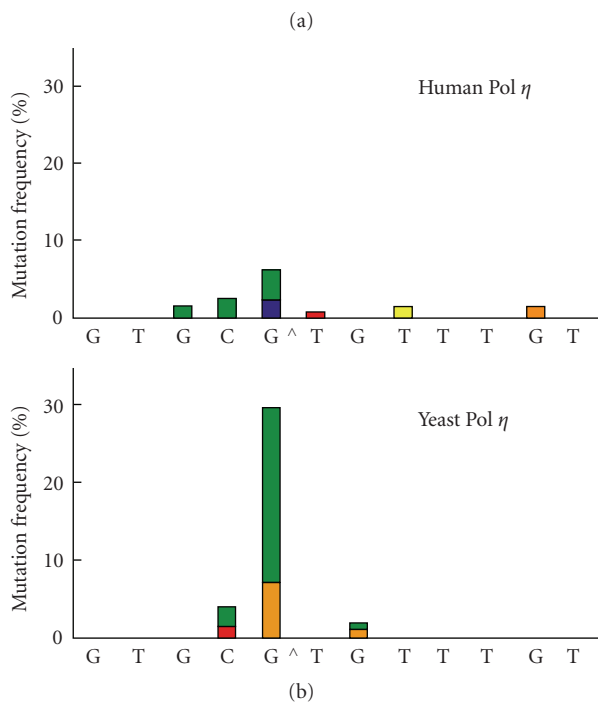 (a)
Mutation frequency (%)
30
20
10
0
Human Pol η
G T G C G ^ T G T T T G T
Mutation frequency (%)
30
20
10
0
Yeast Pol η
G T G C G ^ T G T T T G T
(b)